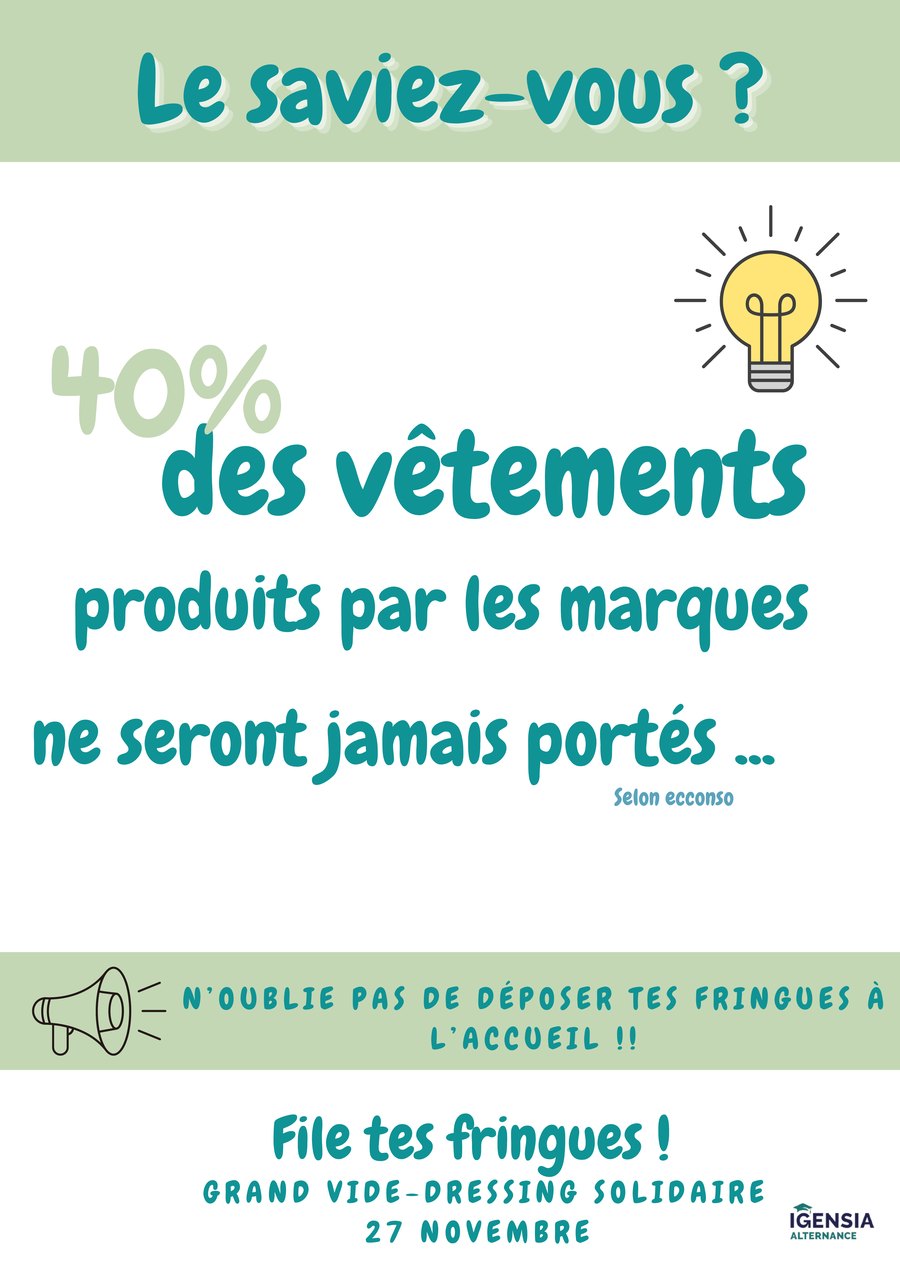 Le saviez-vous ?
40%
des vêtements
produits par les marques
ne seront jamais portés ...
Selon ecconso
N'OUBLIE PAS DE DÉPOSER TES FRINGUES À
L'ACCUEIL !!
File tes fringues !
GRAND VIDE-DRESSING SOLIDAIRE
27 NOVEMBRE
IGENSIA
ALTERNANCE